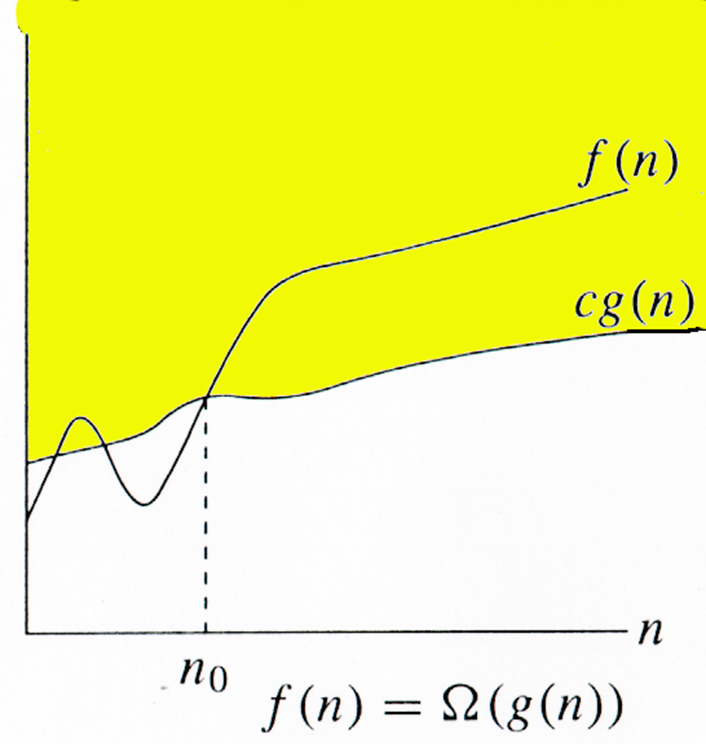 f(n)
cg(n)
n
n₀
f(n) = Ω(g(n))